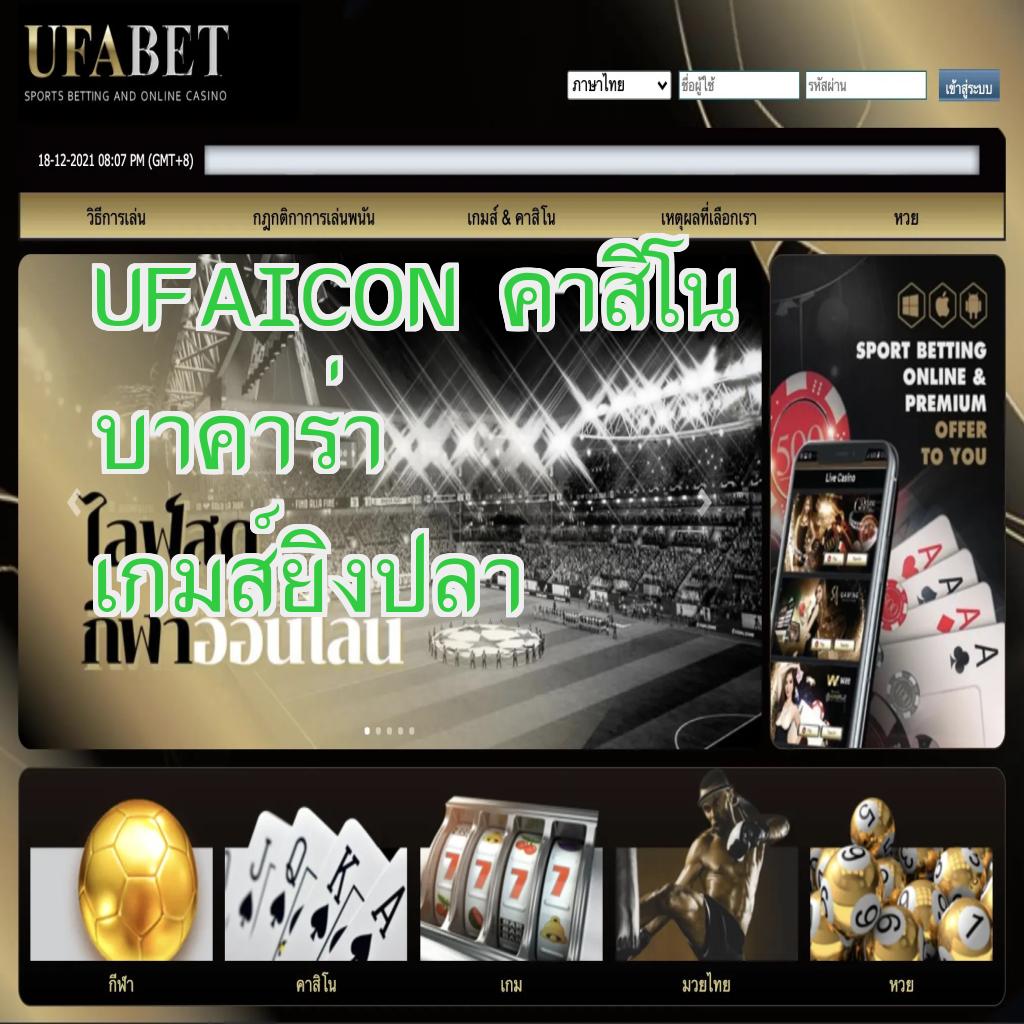 UFABET
SPORTS BETTING AND ONLINE CASINO
ภาษาไทย ชื่อผู้ใช้ รหัสผ่าน เข้าสู่ระบบ
18-12-2021 08:07 PM (GMT+8)
วิธีการเล่น กฎกติกาการเล่นพนัน เกมส์ & คาสิโน เหตุผลที่เลือกเรา หวย
UFAICON คาสิโน
บาคาร่า
เกมส์ยิงปลา
ไลฟ์สด
กีฬาออนไลน์
SPORT BETTING
ONLINE &
PREMIUM
OFFER
TO YOU
Live Casino
กีฬา คาสิโน เกม มวยไทย หวย